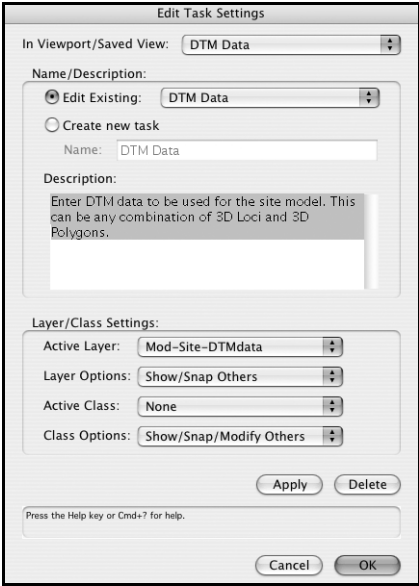 Edit Task Settings
In Viewport/Saved View: DTM Data
Name/Description:
Edit Existing: DTM Data
Create new task
Name: DTM Data
Description:
Enter DTM data to be used for the site model. This
can be any combination of 3D Loci and 3D
Polygons.
Layer/Class Settings:
Active Layer: Mod-Site-DTMdata
Layer Options: Show/Snap Others
Active Class: None
Class Options: Show/Snap/Modify Others
Apply Delete
Press the Help key or Cmd+? for help.
Cancel OK